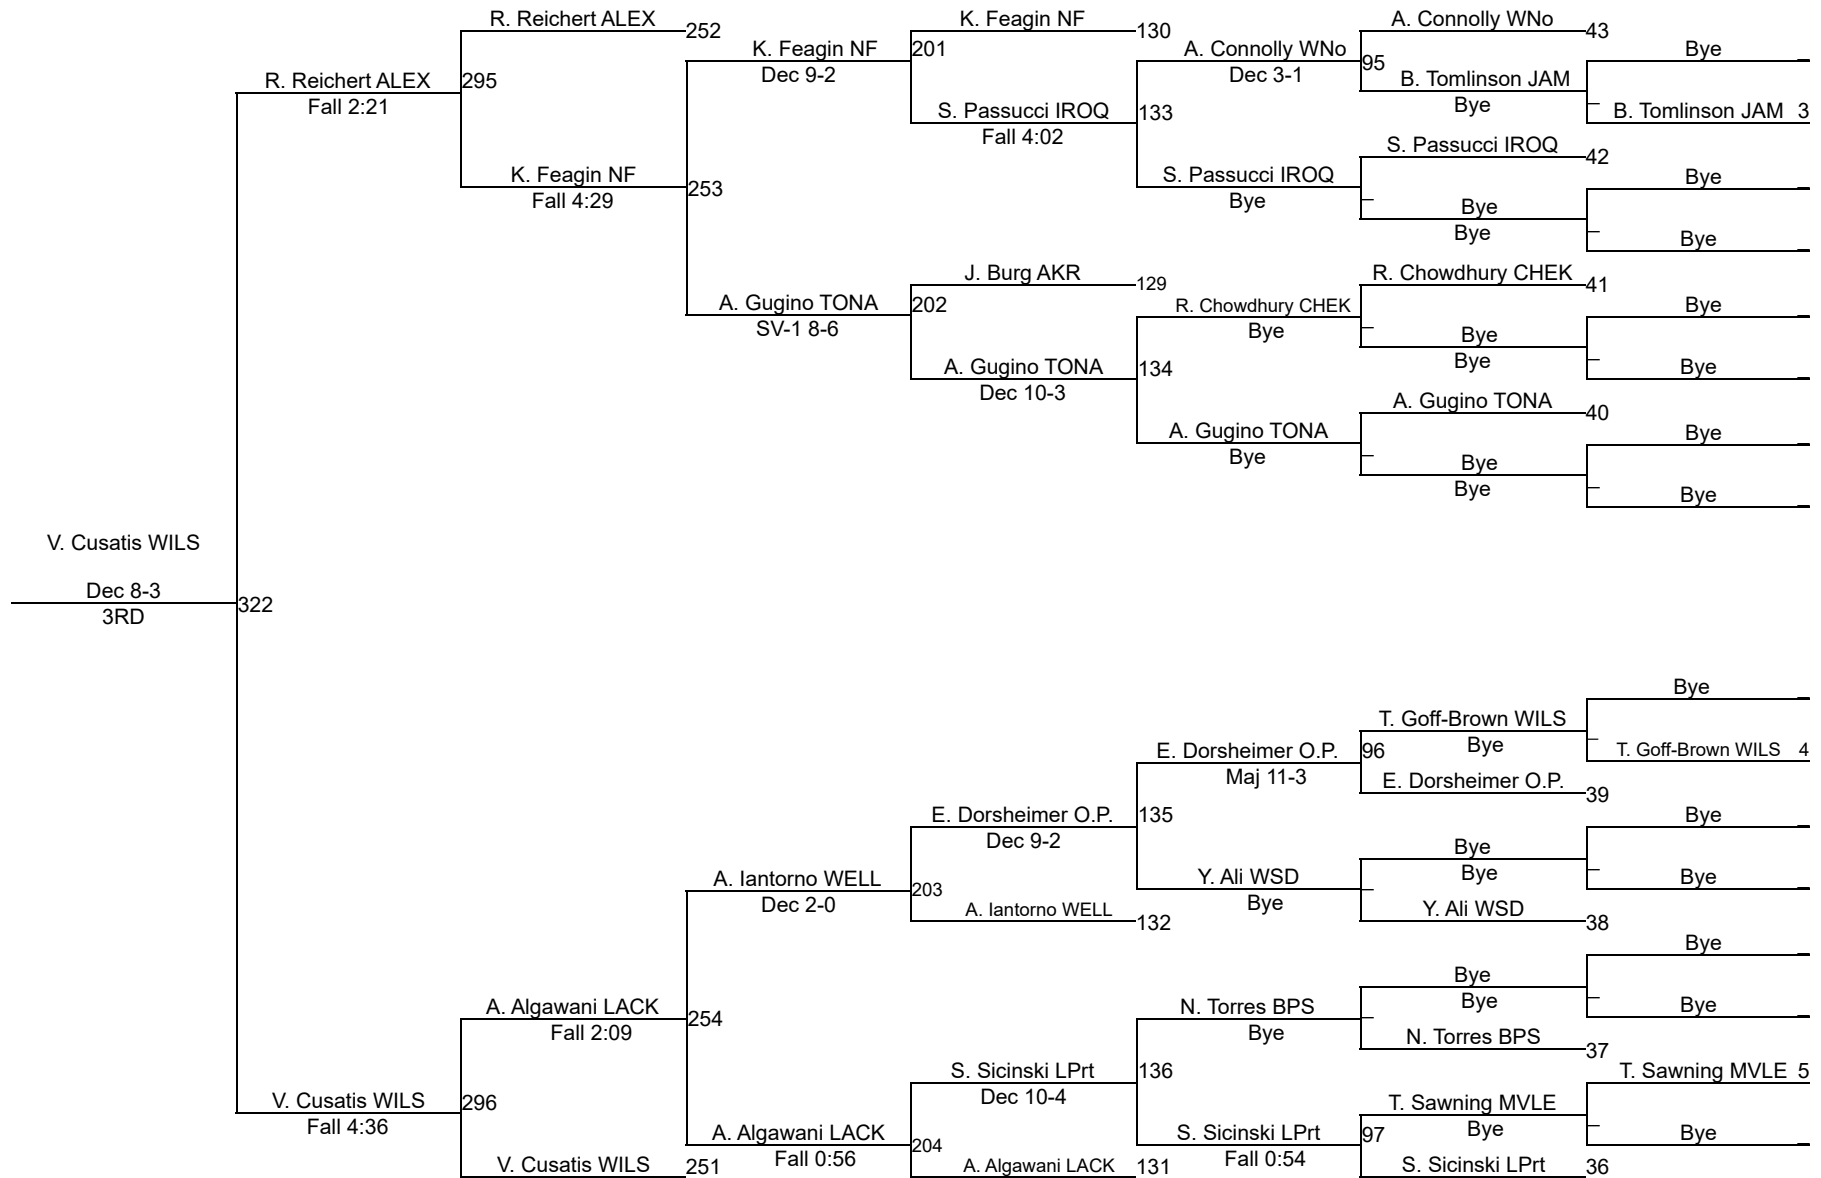 R. Reichert ALEX
252
K. Feagin NF
130
A. Connolly WNo
43
K. Feagin NF
201
A. Connolly WNo
Bye
_
Dec 9-2
Dec 3-1
95
R. Reichert ALEX
295
B. Tomlinson JAM
Fall 2:21
Bye
_
S. Passucci IROQ
133
B. Tomlinson JAM 3
Fall 4:02
S. Passucci IROQ
42
K. Feagin NF
253
S. Passucci IROQ
Bye
_
Fall 4:29
Bye
_
Bye
Bye
_
Bye
_
J. Burg AKR
129
R. Chowdhury CHEK
41
A. Gugino TONA
202
R. Chowdhury CHEK
Bye
_
SV-1 8-6
Bye
_
Bye
A. Gugino TONA
134
Bye
_
Bye
_
Dec 10-3
A. Gugino TONA
40
A. Gugino TONA
Bye
_
Bye
_
Bye
Bye
_
Bye
_
V. Cusatis WILS
Dec 8-3
322
3RD
Bye
_
T. Goff-Brown WILS
E. Dorsheimer O.P.
96
Bye
_
T. Goff-Brown WILS 4
Maj 11-3
E. Dorsheimer O.P.
39
E. Dorsheimer O.P.
135
Bye
_
Dec 9-2
Bye
A. Iantorno WELL
203
Y. Ali WSD
_
Bye
_
Bye
_
Dec 2-0
Bye
A. Iantorno WELL
132
Y. Ali WSD
38
Bye
_
Bye
A. Algawani LACK
254
N. Torres BPS
_
Bye
_
Bye
_
Fall 2:09
Bye
N. Torres BPS
37
S. Sicinski LPrt
136
T. Sawning MVLE 5
Dec 10-4
V. Cusatis WILS
296
T. Sawning MVLE
Fall 4:36
Bye
_
A. Algawani LACK
204
S. Sicinski LPrt
97
Bye
_
Fall 0:56
Fall 0:54
V. Cusatis WILS
251
A. Algawani LACK
131
S. Sicinski LPrt
36